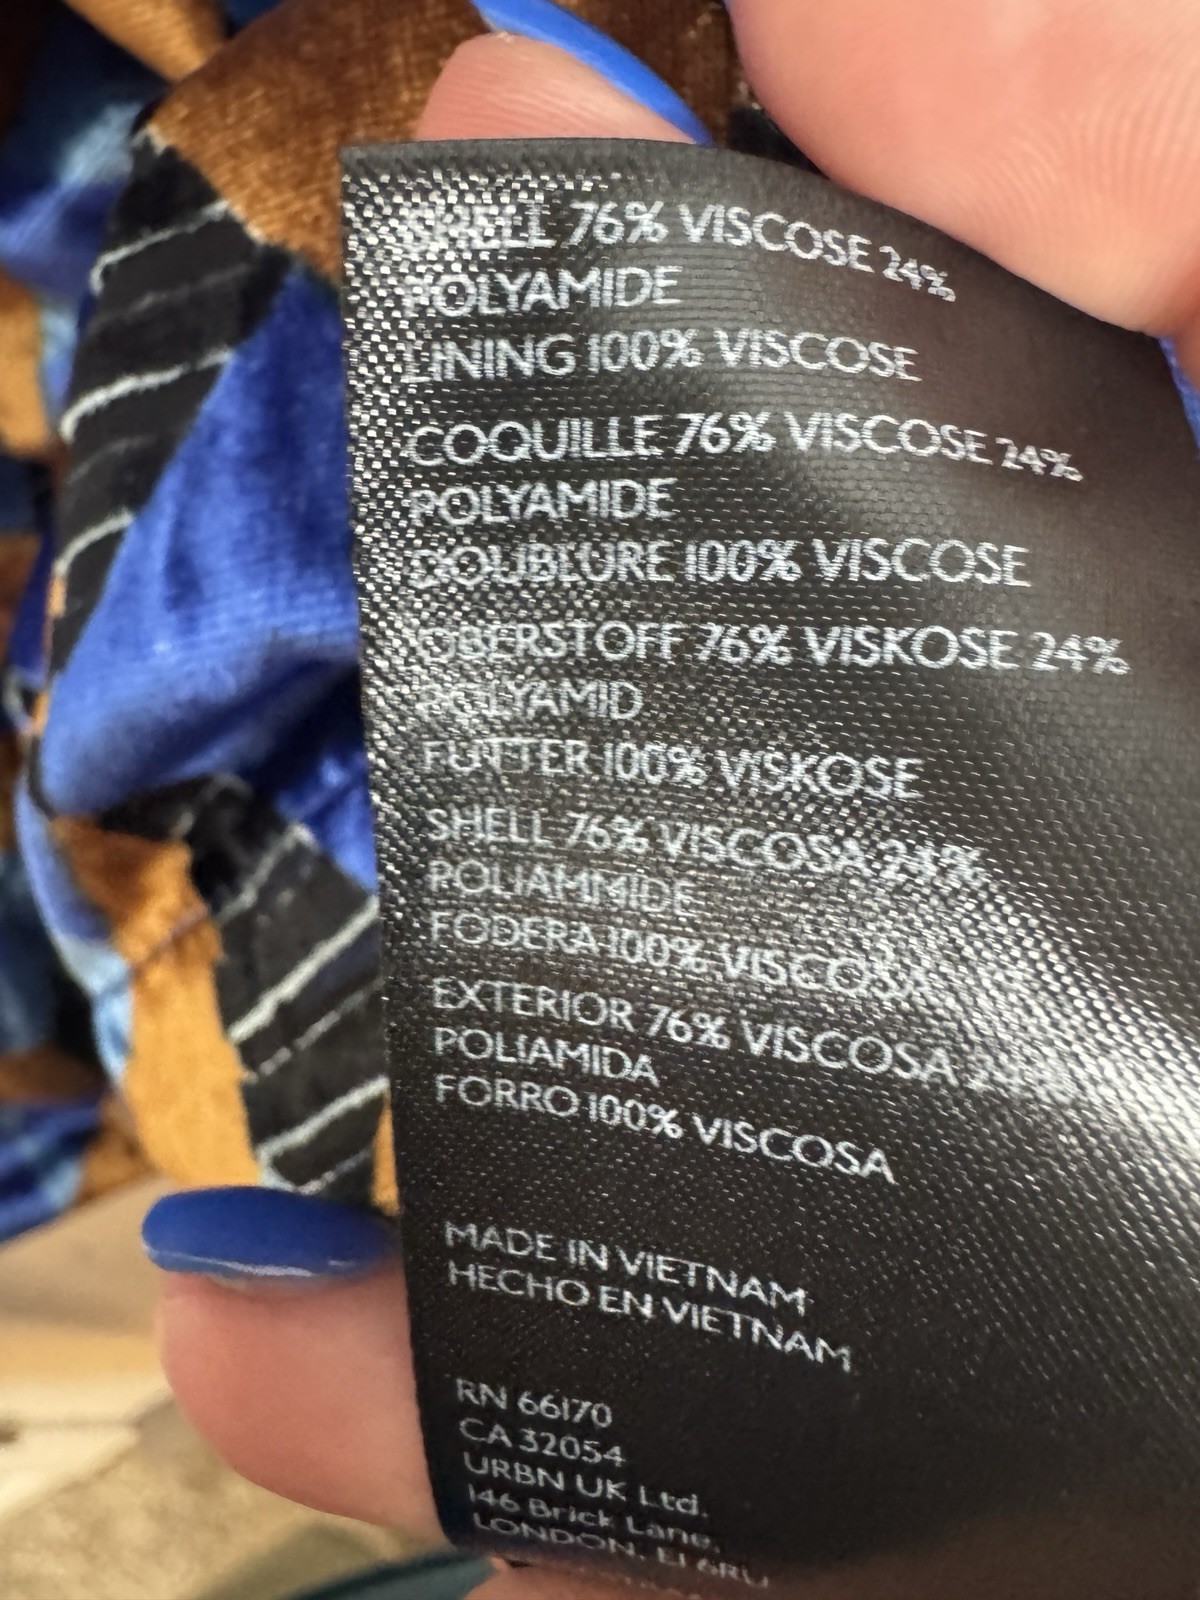 SHELL 76% VISCOSE 24%
POLYAMIDE
LINING 100% VISCOSE
COQUILLE 76% VISCOSE 24%
POLYAMIDE
DOUBLURE 100% VISCOSE
OBERSTOFF 76% VISKOSE 24%
POLYAMID
FUTTER 100% VISKOSE
SHELL 76% VISCOSA 24%
POLIAMMIDE
FODERA 100% VISCOSA
EXTERIOR 76% VISCOSA 24%
POLIAMIDA
FORRO 100% VISCOSA
MADE IN VIETNAM
HECHO EN VIETNAM
RN 66170
CA 32054
URBN UK Ltd.
146 Brick Lane,
LONDON, E1 6RU